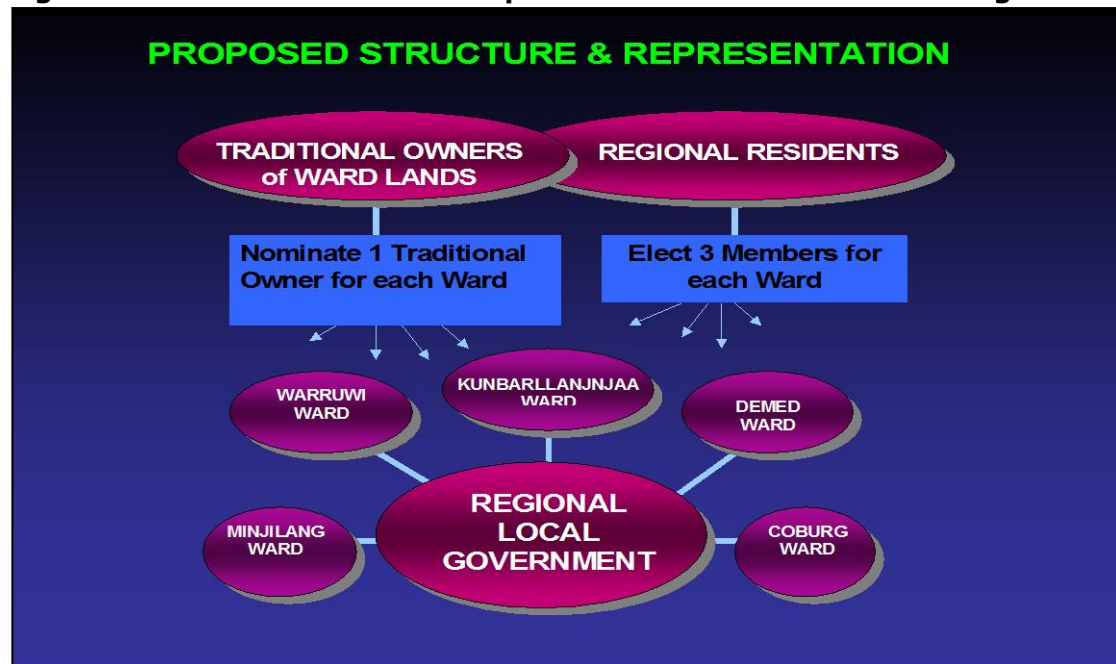 PROPOSED STRUCTURE & REPRESENTATION
TRADITIONAL OWNERS
of WARD LANDS
REGIONAL RESIDENTS
Nominate 1 Traditional
Owner for each Ward
Elect 3 Members for
each Ward
WARRUWI
WARD
KUNBARLLANJNJAA
WARD
DEMED
WARD
MINJILANG
WARD
REGIONAL
LOCAL
GOVERNMENT
COBURG
WARD